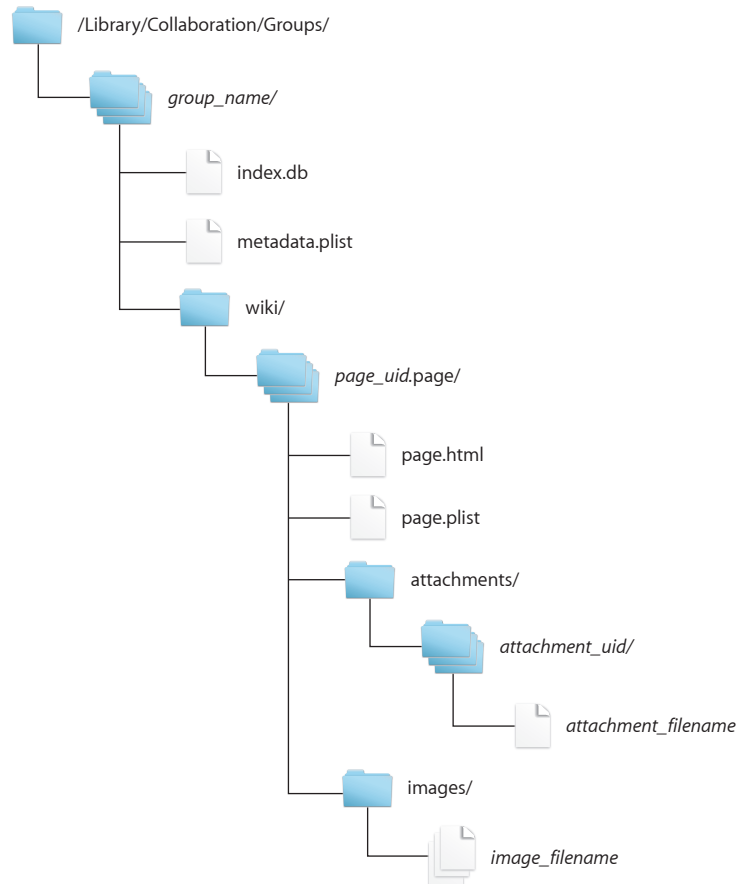 /Library/Collaboration/Groups/
group_name/
index.db
metadata.plist
wiki/
page_uid.page/
page.html
page.plist
attachments/
attachment_uid/
attachment_filename
images/
image_filename